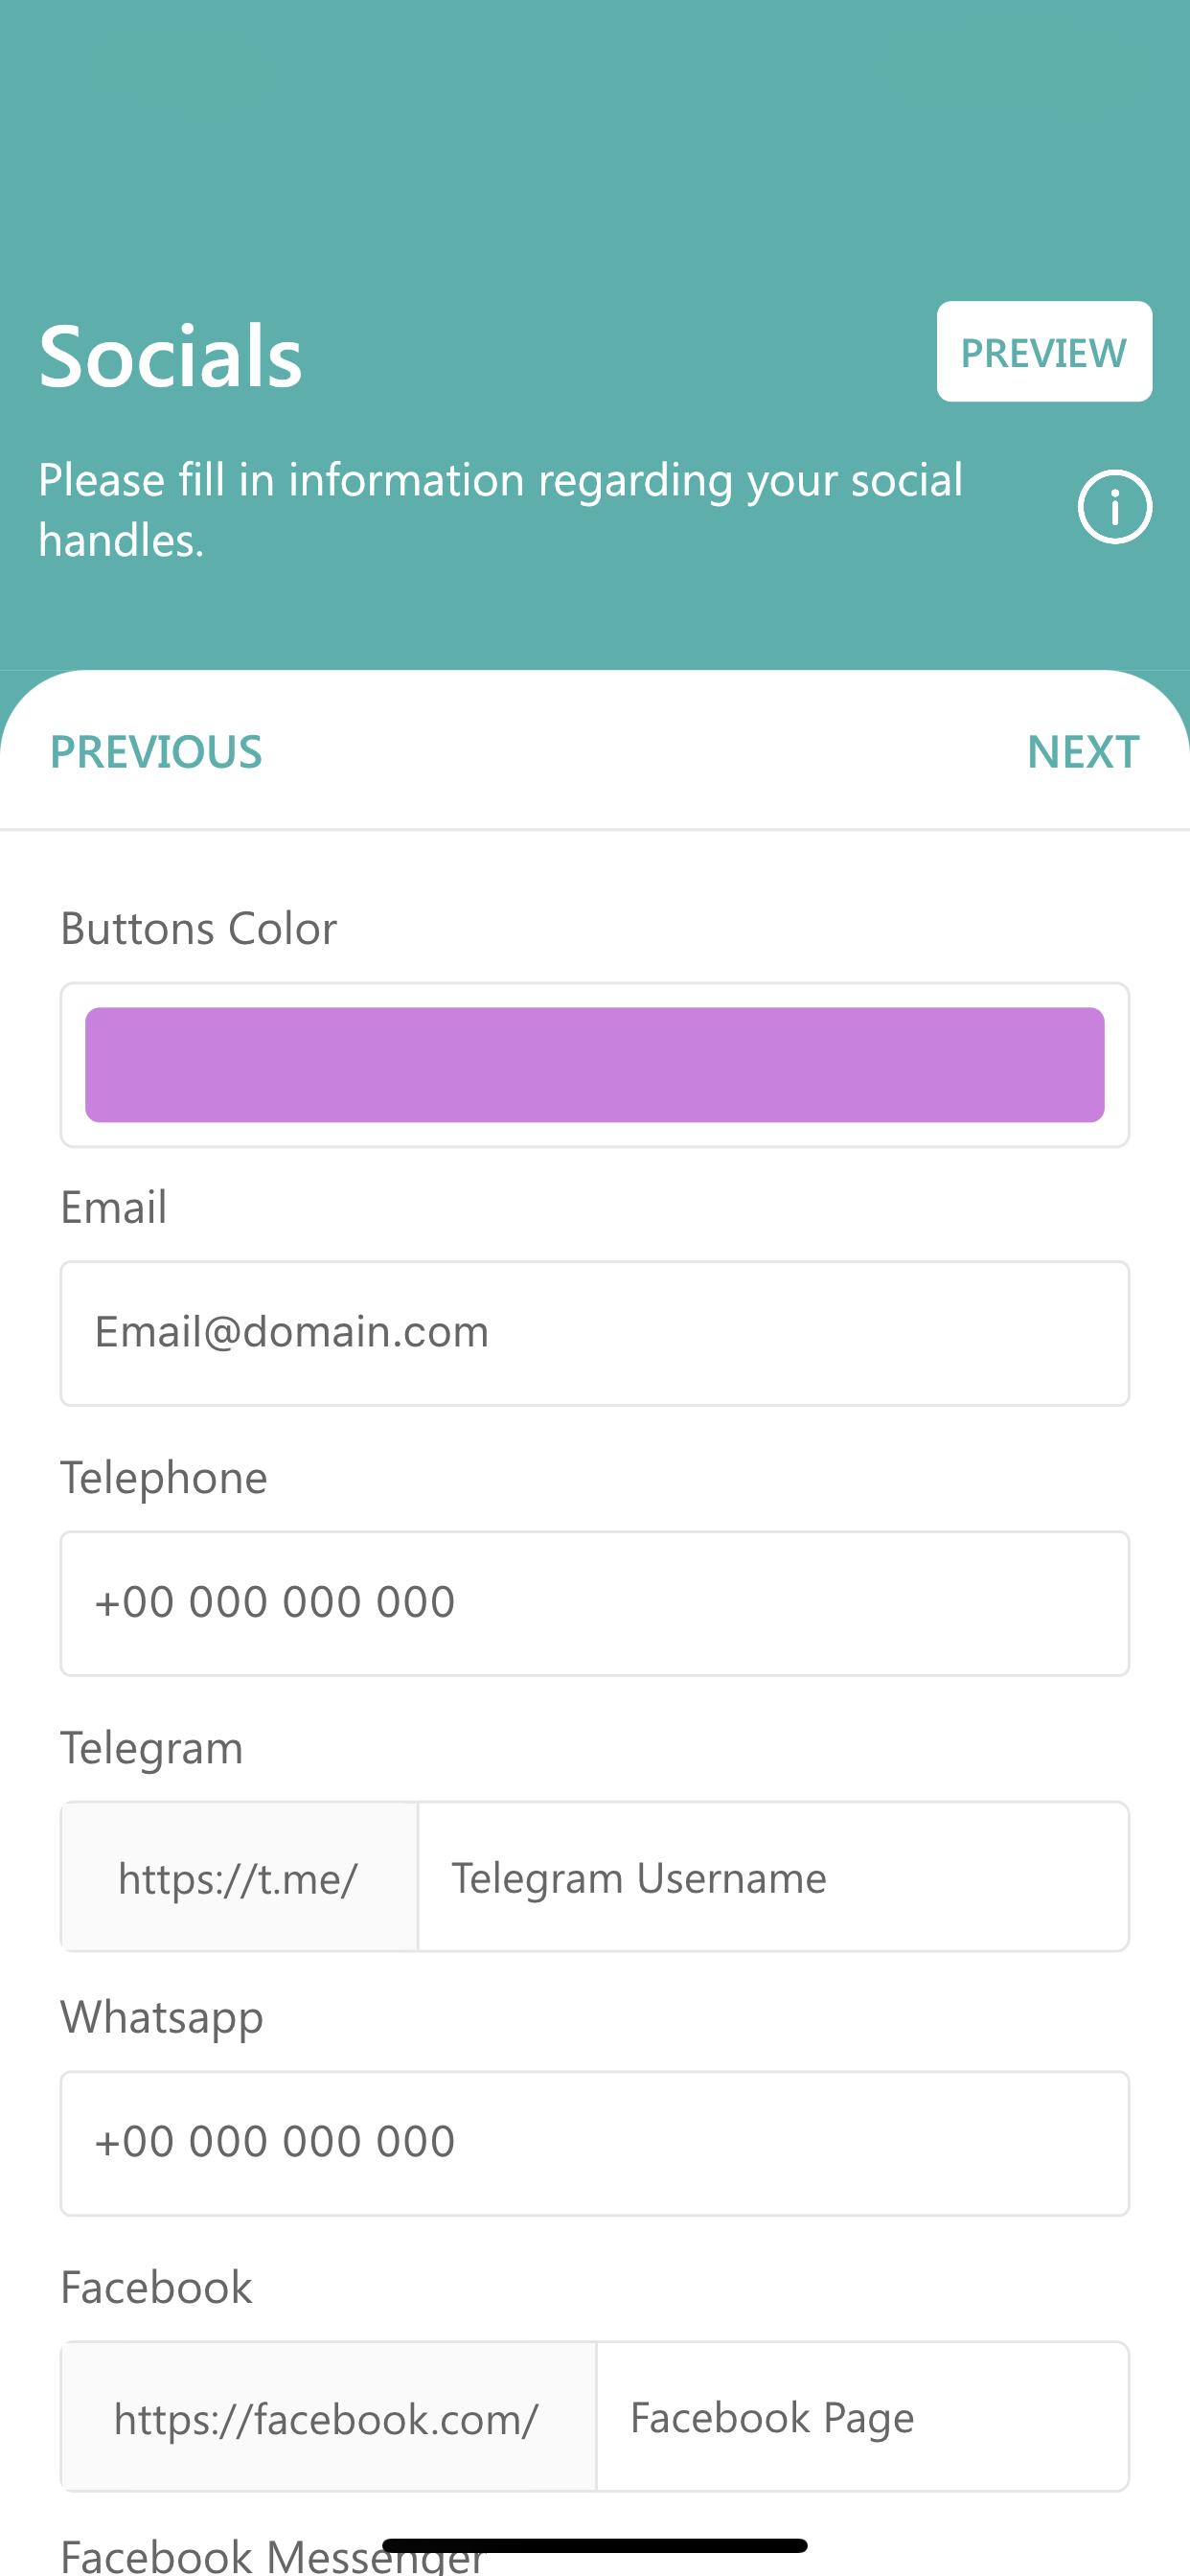 Socials
PREVIEW
Please fill in information regarding your social
handles.
PREVIOUS
NEXT
Buttons Color
Email
Email@domain.com
Telephone
+00 000 000 000
Telegram
https://t.me/
Telegram Username
Whatsapp
+00 000 000 000
Facebook
https://facebook.com/
Facebook Page
Facebook Messenger